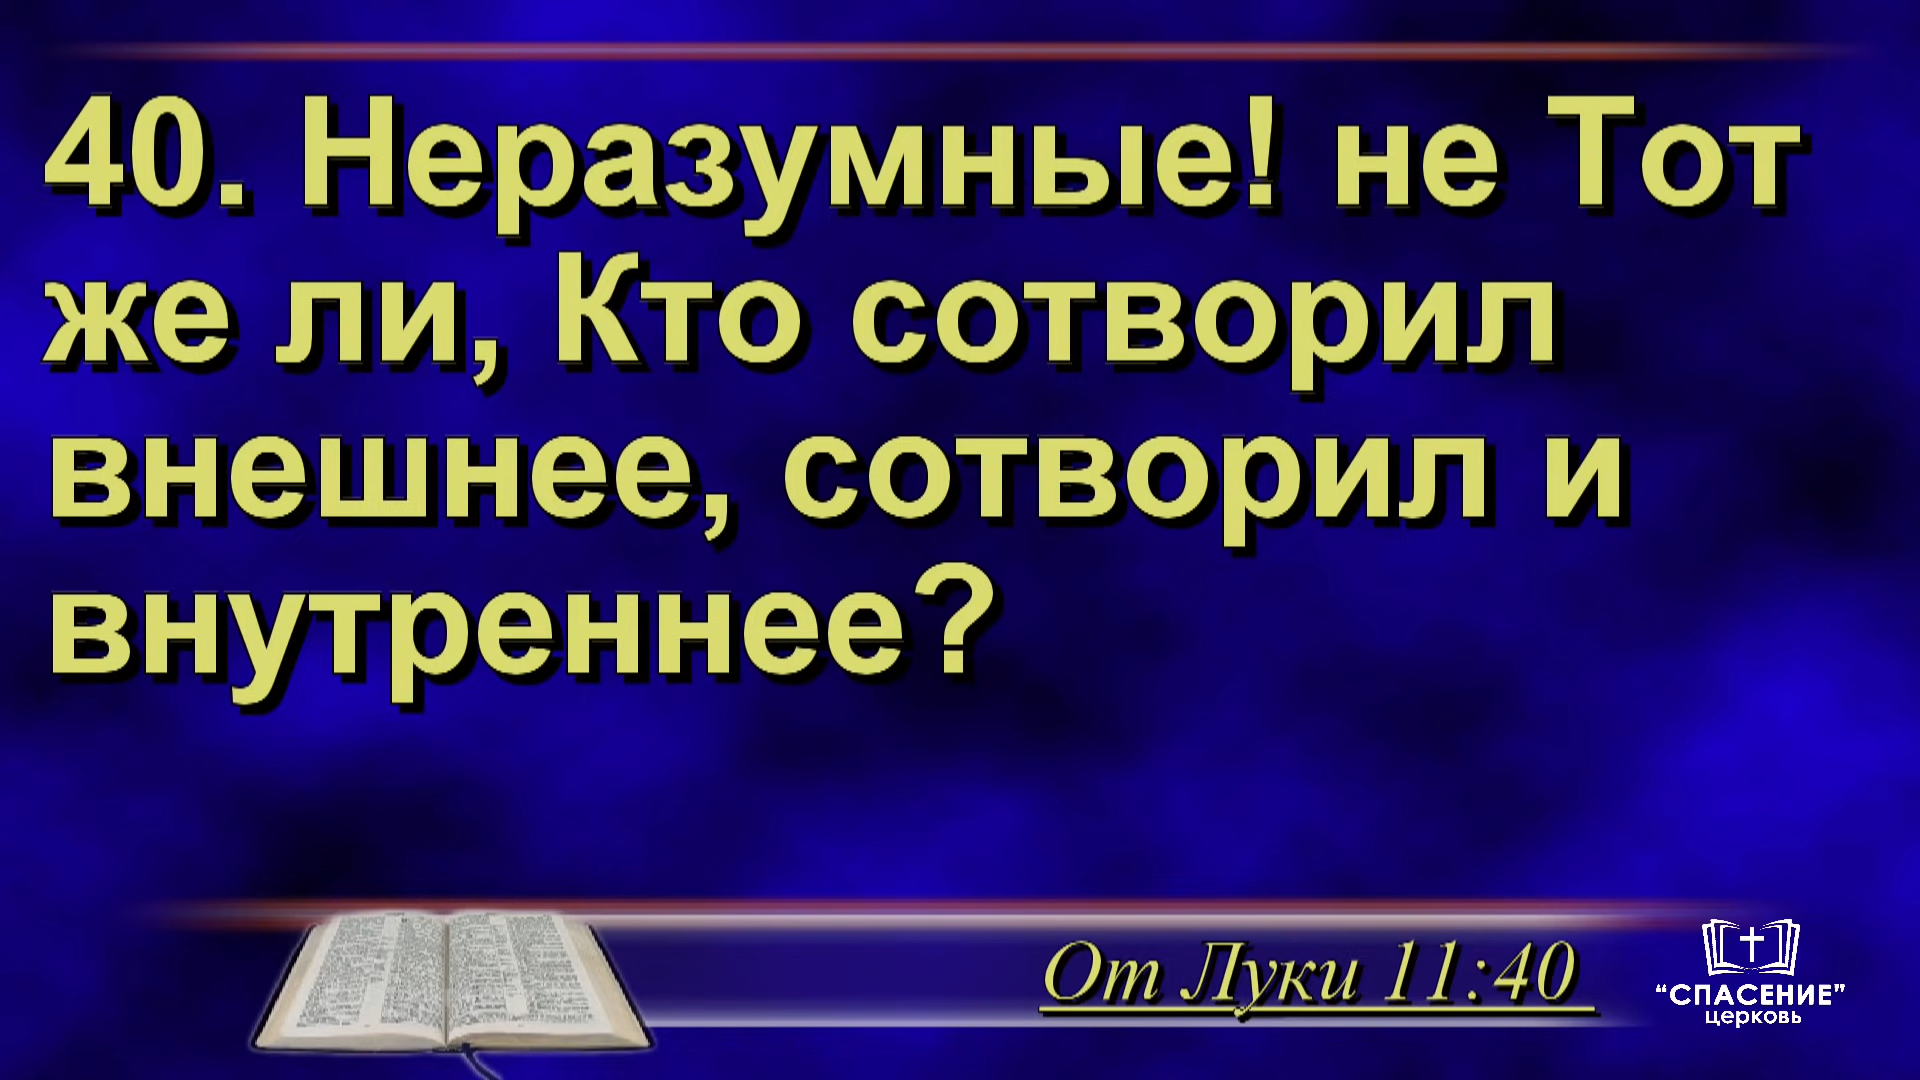 40. Неразумные! не Тот
же ли, Кто сотворил
внешнее, сотворил и
внутреннее?
От Луки 11:40
“СПАСЕНИЕ”
церковь